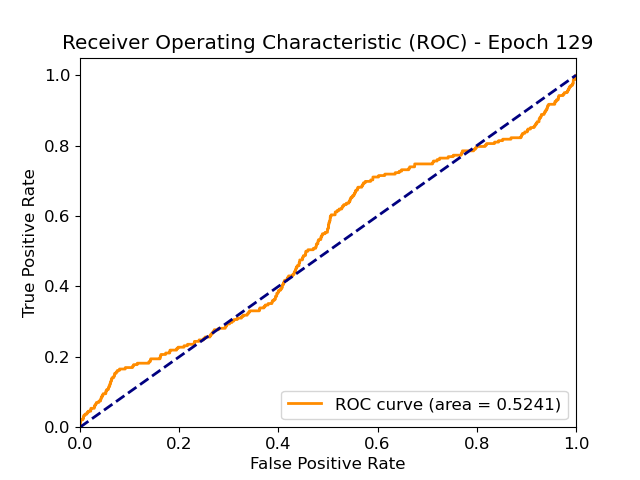 Receiver Operating Characteristic (ROC) - Epoch 129
True Positive Rate
1.0
0.8
0.6
0.4
0.2
0.0
ROC curve (area = 0.5241)
0.0 0.2 0.4 0.6 0.8 1.0
False Positive Rate